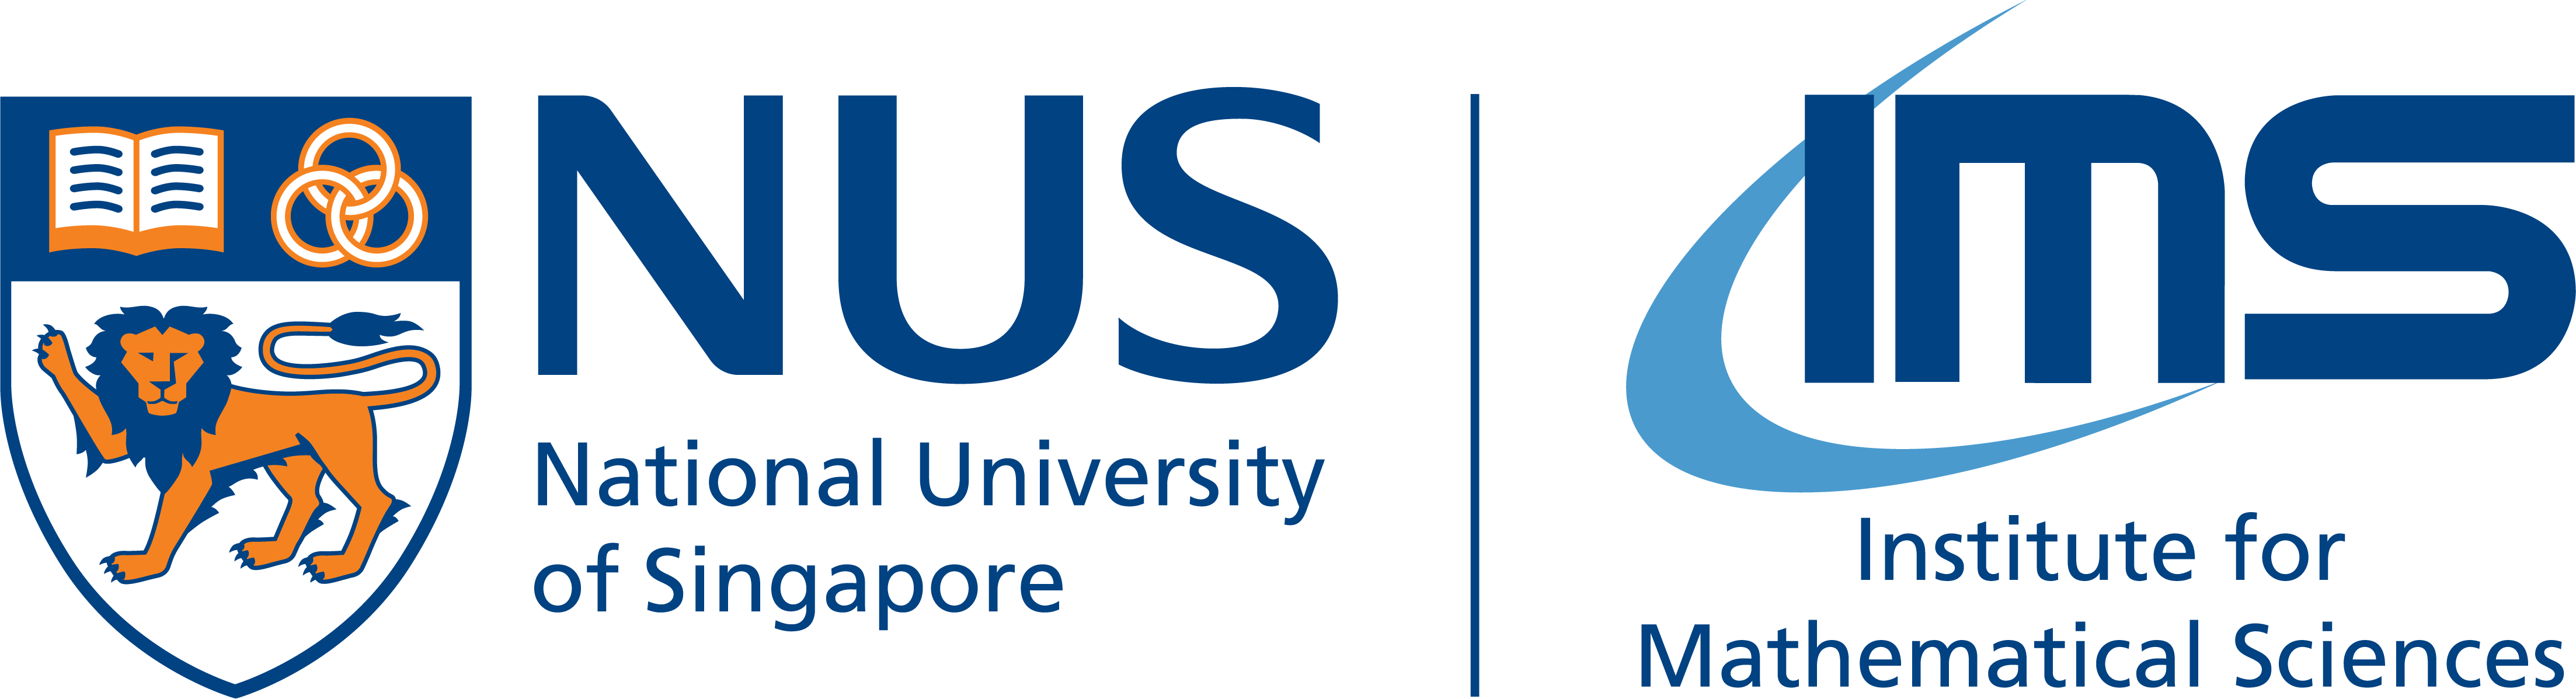 NUS
National University
of Singapore
IMS
Institute for
Mathematical Sciences